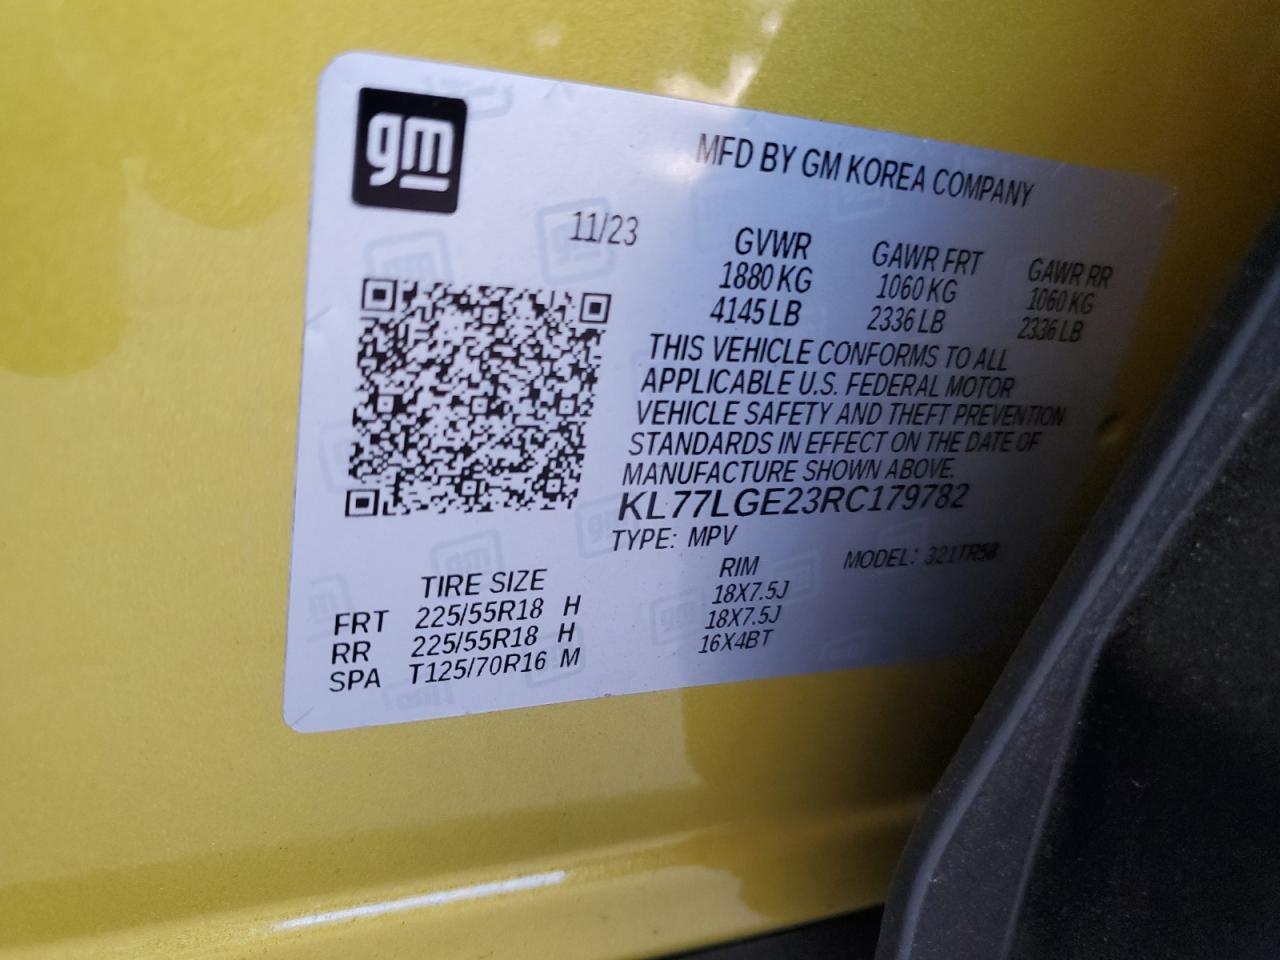 gm
MFD BY GM KOREA COMPANY
11/23
GVWR GAWR FRT GAWR RR
1880 KG 1060 KG 1060 KG
4145 LB 2336 LB 2336 LB
THIS VEHICLE CONFORMS TO ALL
APPLICABLE U.S. FEDERAL MOTOR
VEHICLE SAFETY AND THEFT PREVENTION
STANDARDS IN EFFECT ON THE DATE OF
MANUFACTURE SHOWN ABOVE.
KL77LGE23RC179782
TYPE: MPV MODEL:
TIRE SIZE RIM
FRT 225/55R18 H 18X7.5J
RR 225/55R18 H 18X7.5J
SPA T125/70R16 M 16X4BT